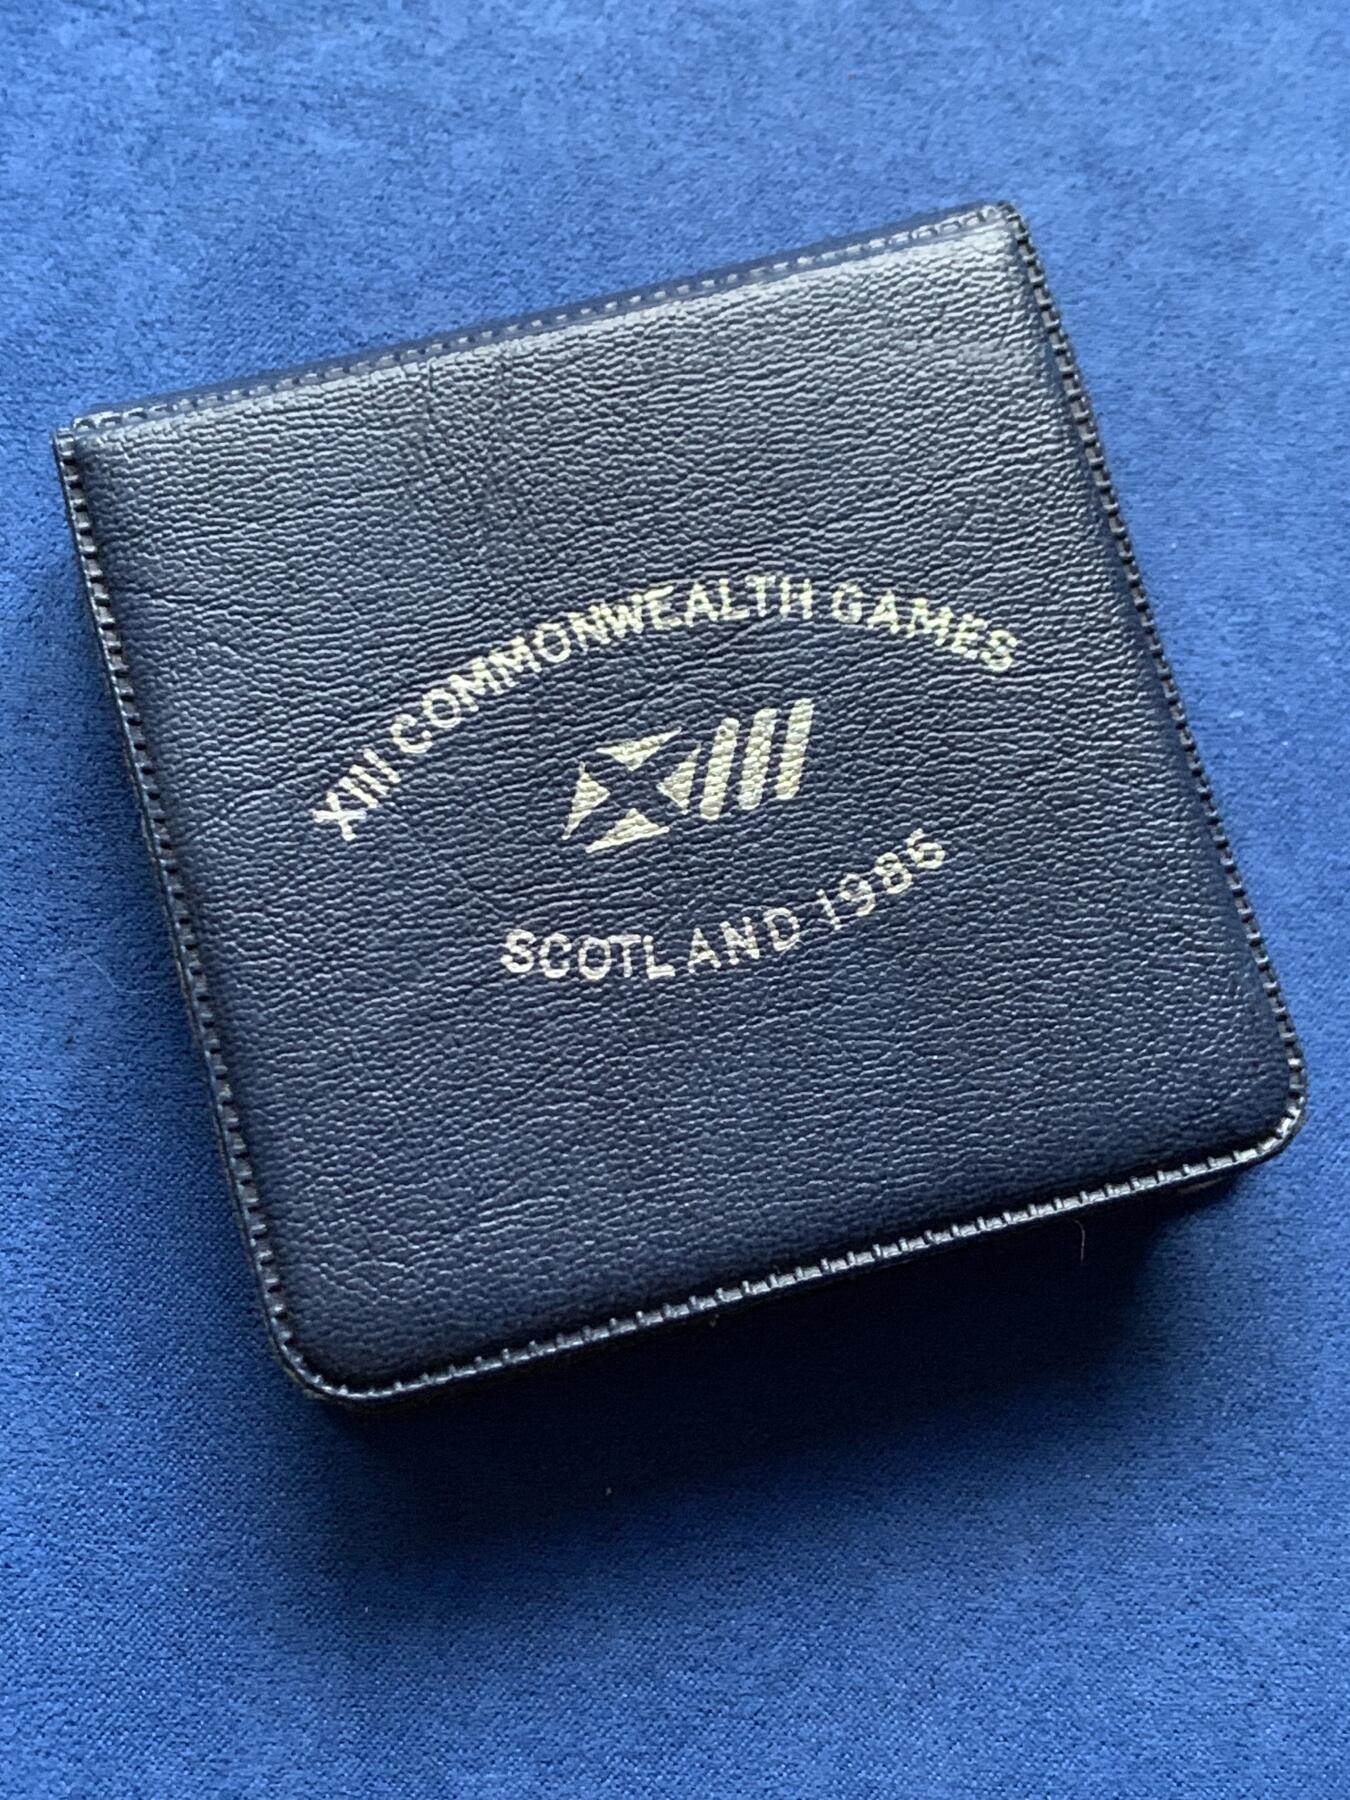 XIII COMMONWEALTH GAMES
XIII
SCOTLAND 1986